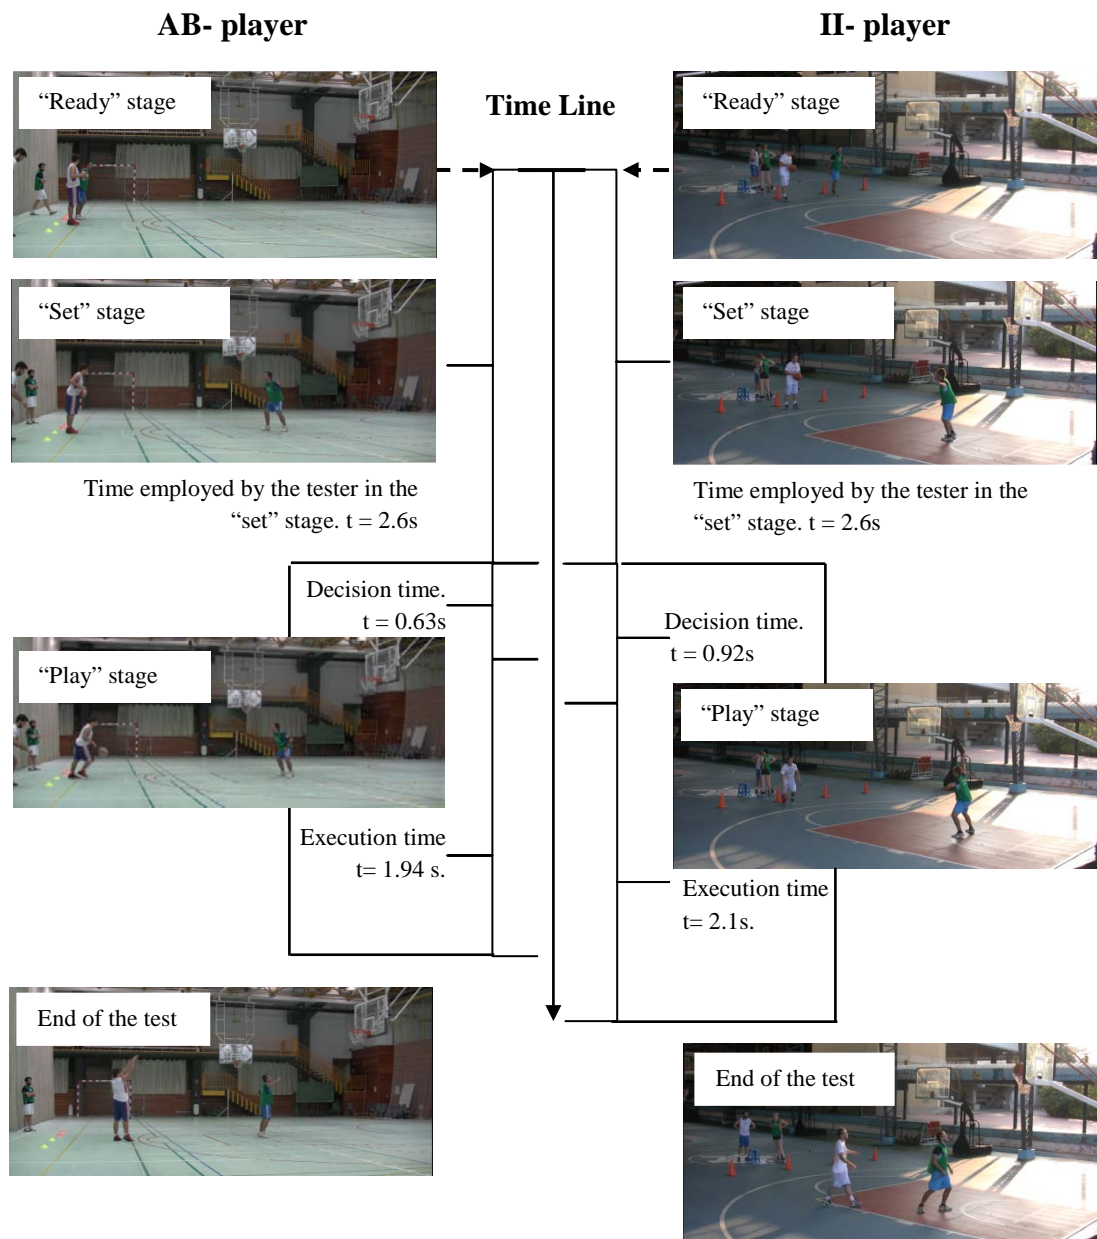 AB- player
II- player
Time Line
“Ready” stage
“Ready” stage
“Set” stage
“Set” stage
Time employed by the tester in the
“set” stage. t = 2.6s
Time employed by the tester in the
“set” stage. t = 2.6s
Decision time.
t = 0.63s
Decision time.
t = 0.92s
“Play” stage
“Play” stage
Execution time
t= 1.94 s.
Execution time
t= 2.1s.
End of the test
End of the test